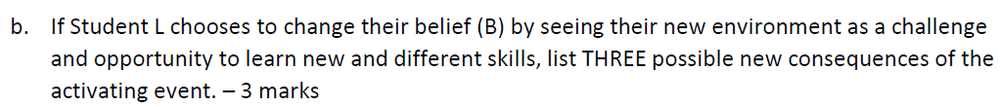 b. If Student L chooses to change their belief (B) by seeing their new environment as a challenge
and opportunity to learn new and different skills, list THREE possible new consequences of the
activating event. – 3 marks